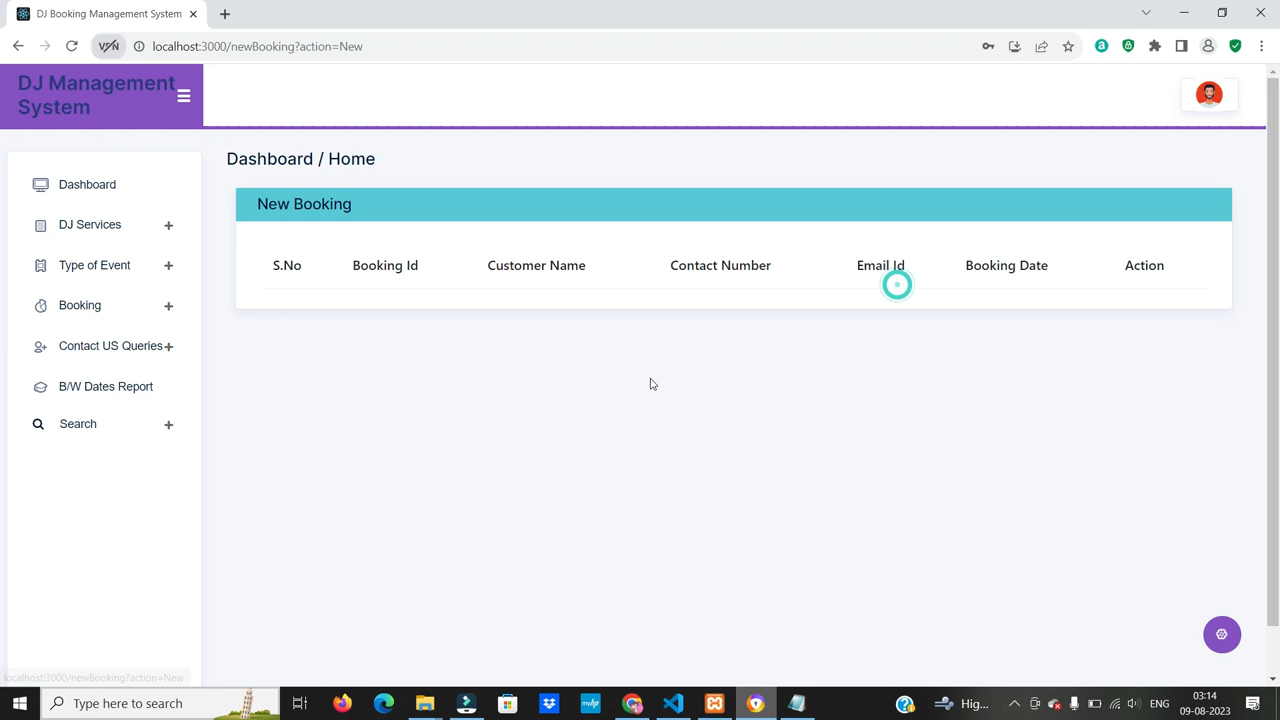 DJ Booking Management System
VPN
localhost:3000/newBooking?action=New
DJ Management
System
Dashboard / Home
Dashboard
DJ Services
Type of Event
Booking
Contact US Queries
B/W Dates Report
Search
New Booking
S.No Booking Id Customer Name Contact Number Email Id Booking Date Action
localhost:3000/newBooking?action=New
Type here to search
Hig... ENG
03:14
09-08-2023